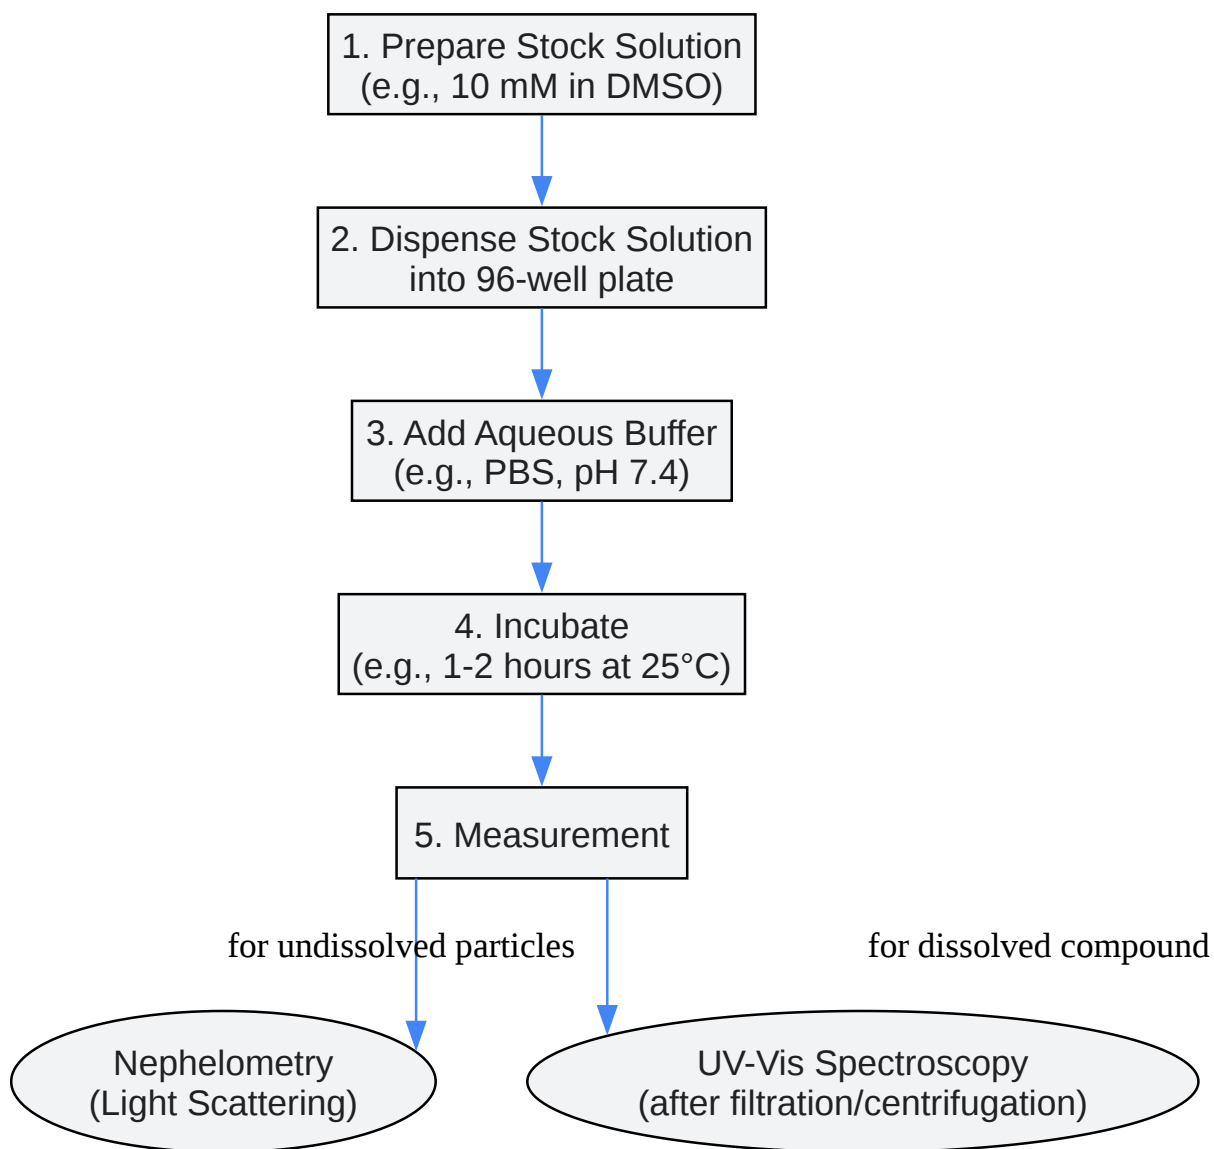 1. Prepare Stock Solution
(e.g., 10 mM in DMSO)
2. Dispense Stock Solution
into 96-well plate
3. Add Aqueous Buffer
(e.g., PBS, pH 7.4)
4. Incubate
(e.g., 1-2 hours at 25°C)
5. Measurement
for undissolved particles
for dissolved compound
Nephelometry
(Light Scattering)
UV-Vis Spectroscopy
(after filtration/centrifugation)